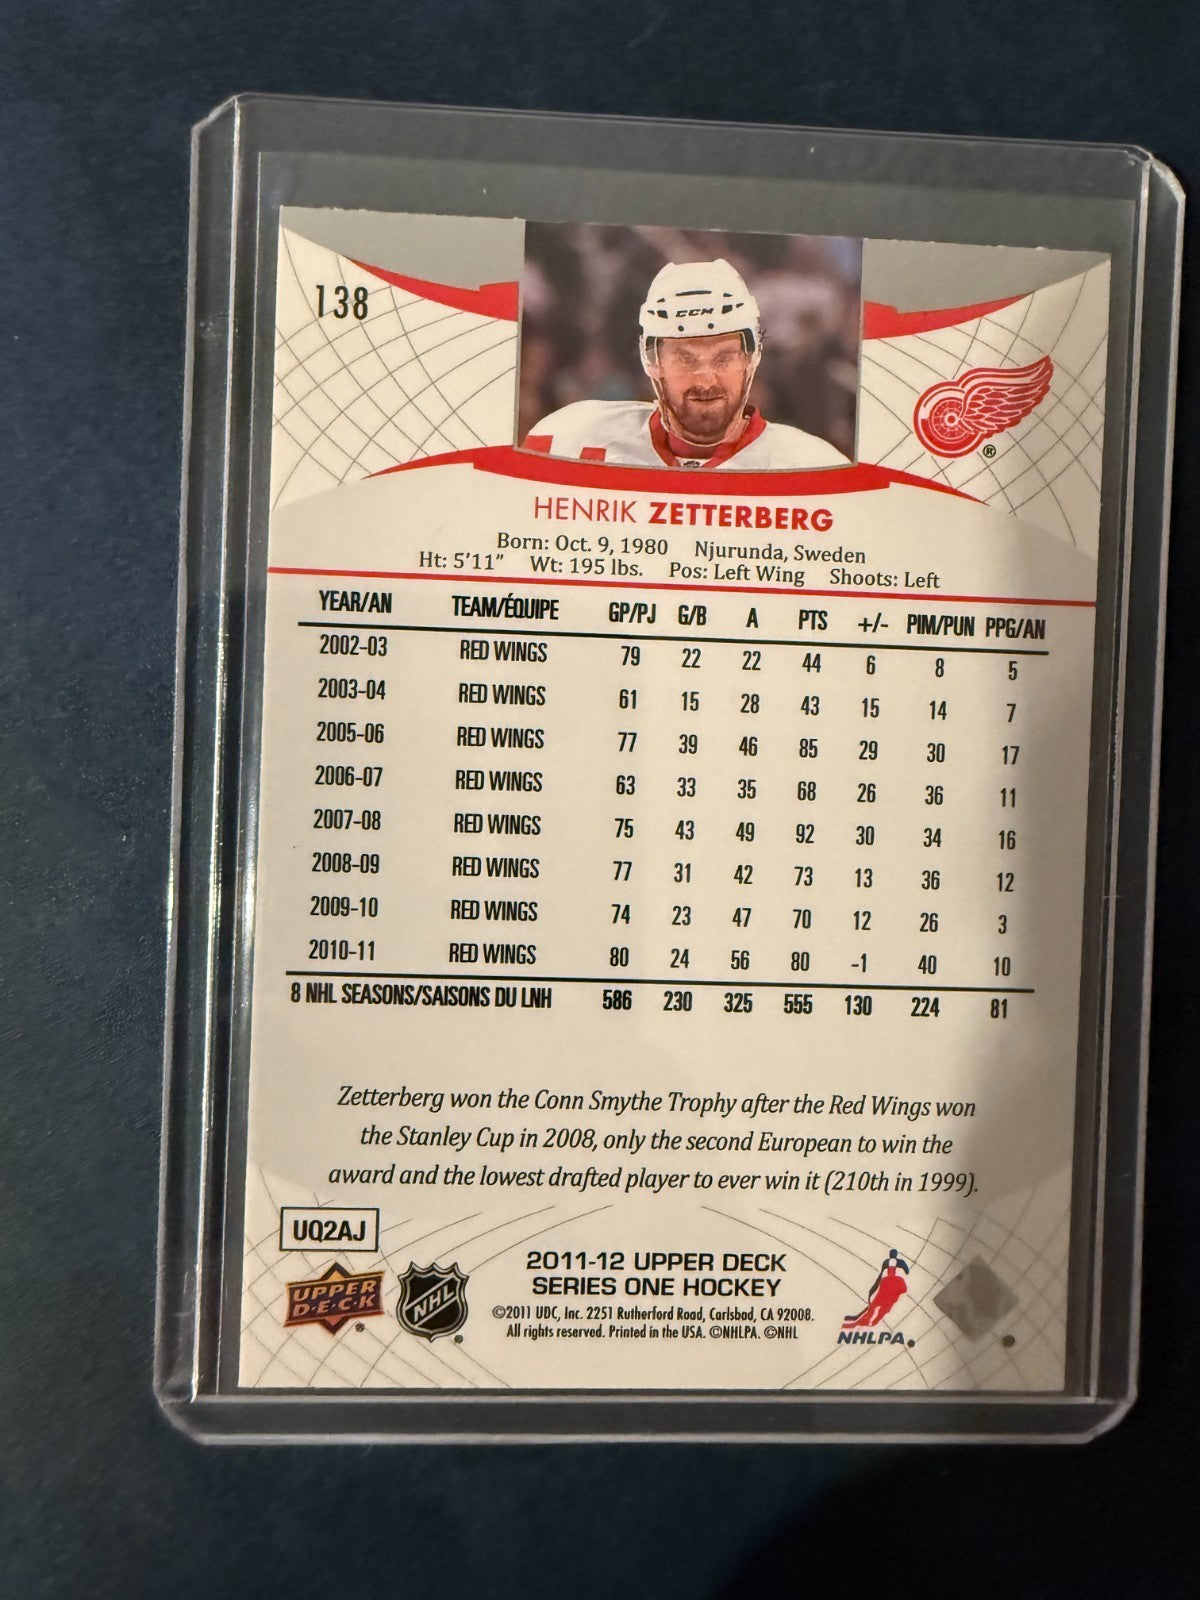 138
CCM
®
HENRIK ZETTERBERG
Born: Oct. 9, 1980 Njurunda, Sweden
Ht: 5'11" Wt: 195 lbs. Pos: Left Wing Shoots: Left
YEAR/AN TEAM/ÉQUIPE GP/PJ G/B A PTS +/- PIM/PUN PPG/AN
2002-03 RED WINGS 79 22 22 44 6 8 5
2003-04 RED WINGS 61 15 28 43 15 14 7
2005-06 RED WINGS 77 39 46 85 29 30 17
2006-07 RED WINGS 63 33 35 68 26 36 11
2007-08 RED WINGS 75 43 49 92 30 34 16
2008-09 RED WINGS 77 31 42 73 13 36 12
2009-10 RED WINGS 74 23 47 70 12 26 3
2010-11 RED WINGS 80 24 56 80 -1 40 10
8 NHL SEASONS/SAISONS DU LNH 586 230 325 555 130 224 81
Zetterberg won the Conn Smythe Trophy after the Red Wings won
the Stanley Cup in 2008, only the second European to win the
award and the lowest drafted player to ever win it (210th in 1999).
UQ2AJ
UPPER
D·E·C·K
NHL
2011-12 UPPER DECK
SERIES ONE HOCKEY
©2011 UDC, Inc. 2251 Rutherford Road, Carlsbad, CA 92008.
All rights reserved. Printed in the USA. ©NHLPA. ©NHL
NHLPA